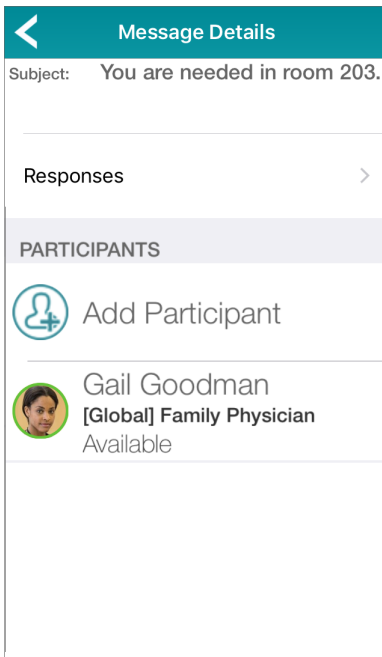 Message Details
Subject: You are needed in room 203.
Responses
PARTICIPANTS
Add Participant
Gail Goodman
[Global] Family Physician
Available